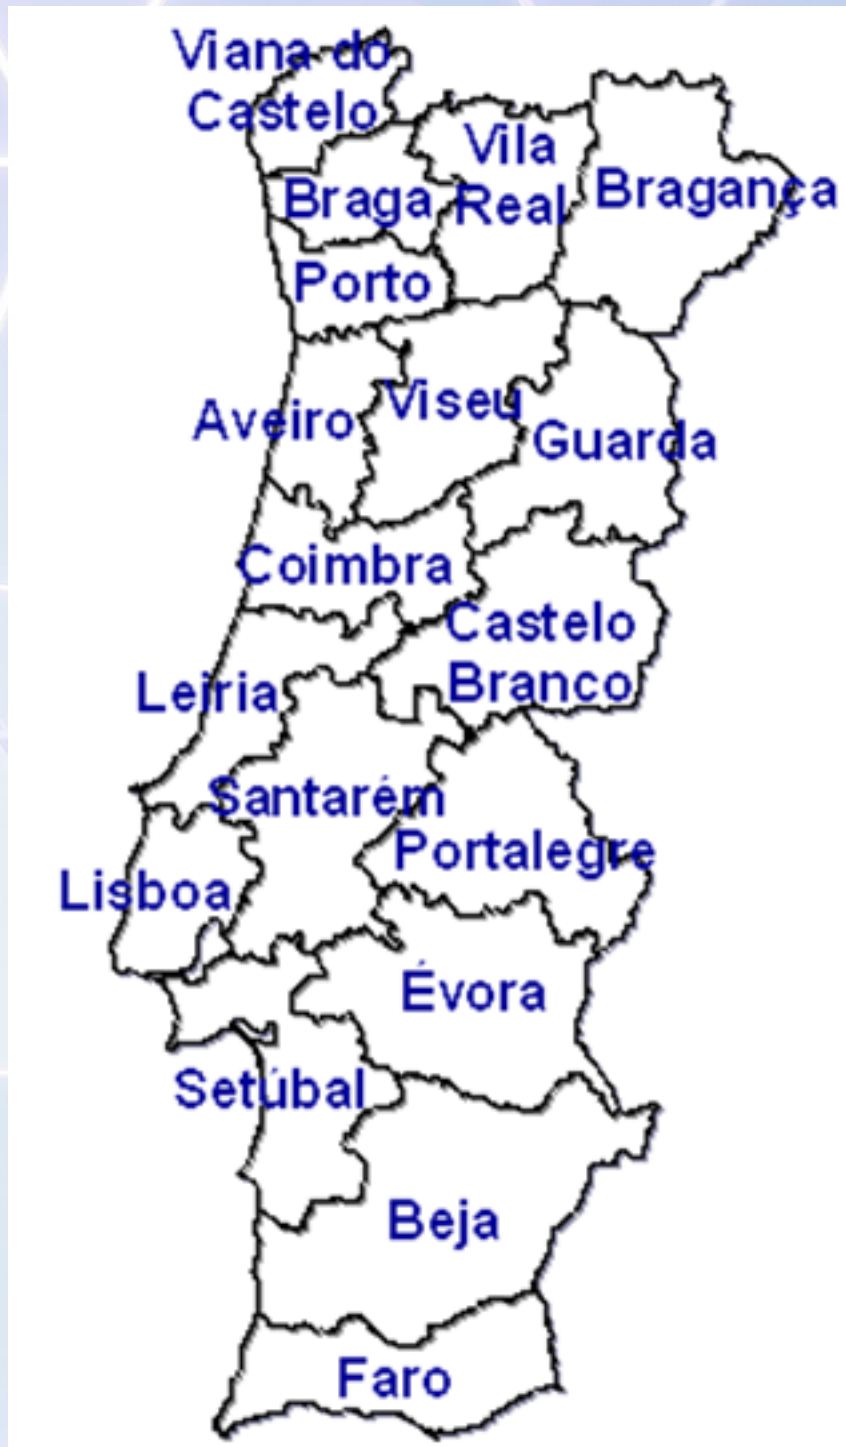 Viana do
Castelo
Vila
Real
Bragança
Braga
Porto
Viseu
Aveiro
Guarda
Coimbra
Castelo
Branco
Leiria
Santarém
Portalegre
Lisboa
Évora
Setúbal
Beja
Faro